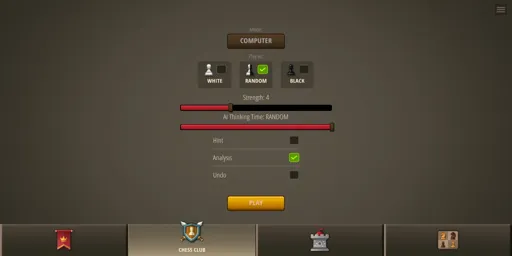 COMPUTER
WHITE
RANDOM
BLACK
Strength: 4
AI Thinking Time: RANDOM
Hint
Analysis
Undo
PLAY
CHESS CLUB